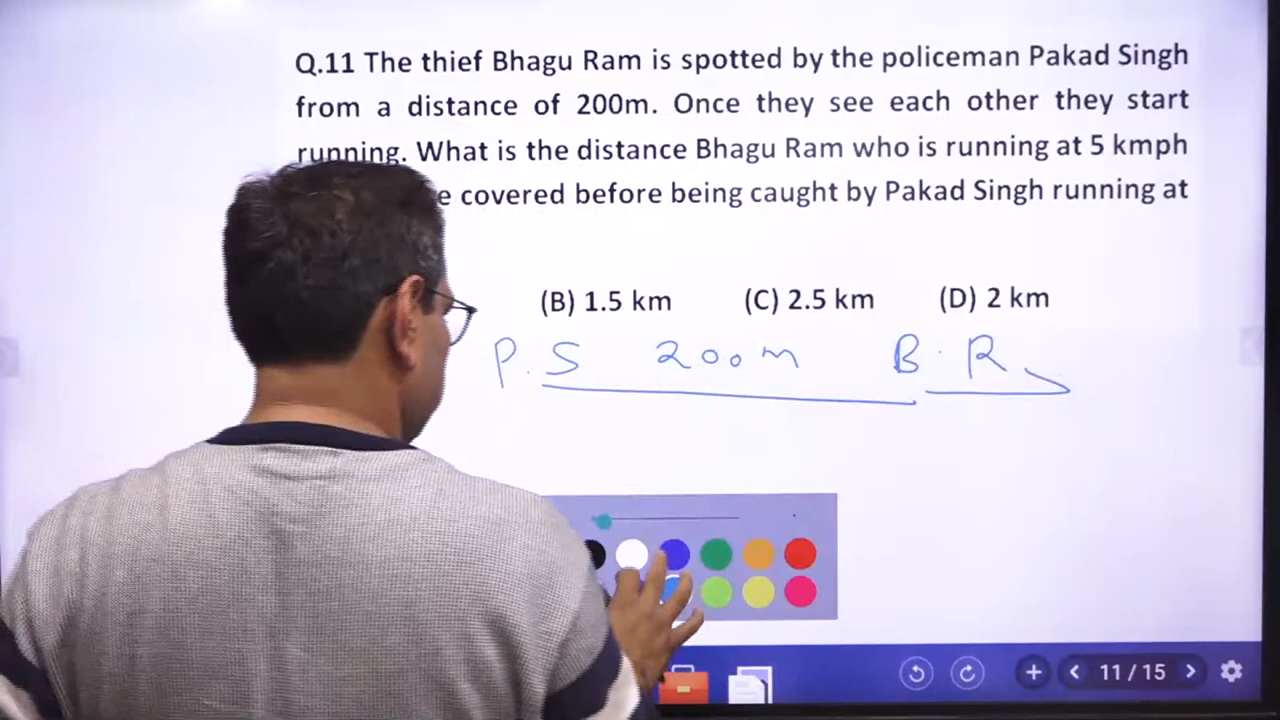 Q.11 The thief Bhagu Ram is spotted by the policeman Pakad Singh
from a distance of 200m. Once they see each other they start
running. What is the distance Bhagu Ram who is running at 5 kmph
covered before being caught by Pakad Singh running at
(B) 1.5 km (C) 2.5 km (D) 2 km
P.S 200m B.R
11 / 15